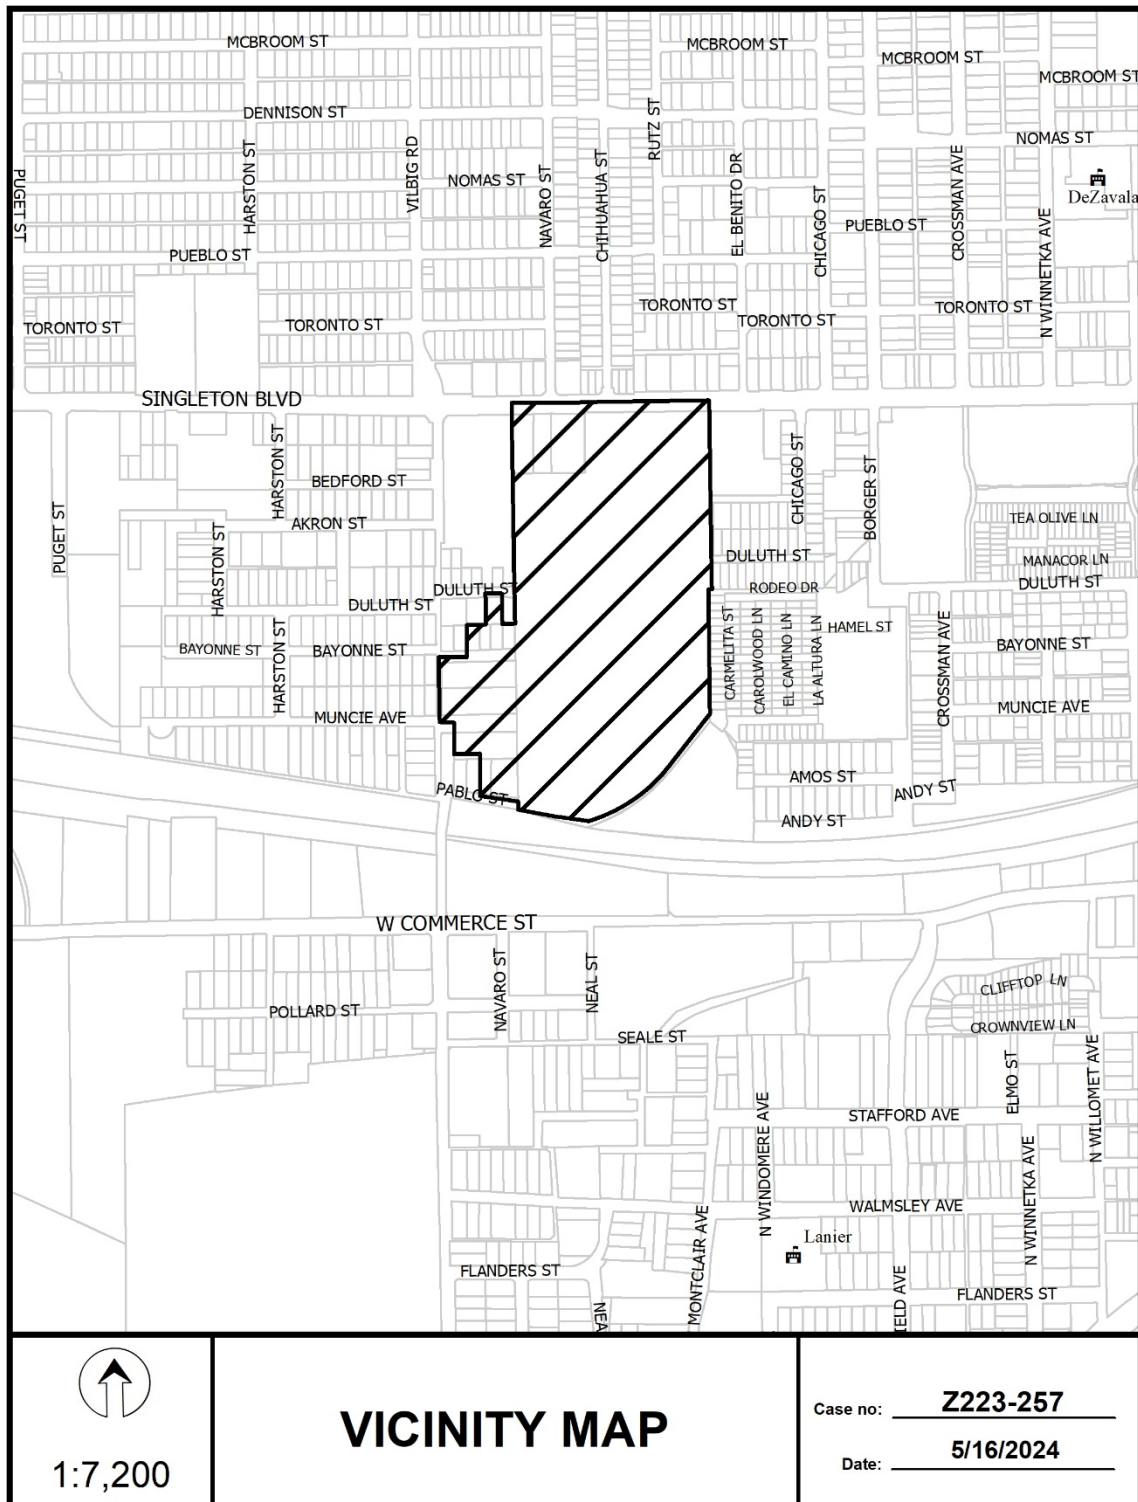 MCBROOM ST
MCBROOM ST
MCBROOM ST
MCBROOM ST
DENNISON ST
NOMAS ST
PUGET ST
HARSTON ST
VILBIG RD
NOMAS ST
NAVARO ST
CHIHUAHUA ST
RUTZ ST
EL BENITO DR
CHICAGO ST
PUEBLO ST
CROSSMAN AVE
N WINNETKA AVE
DeZavala
PUEBLO ST
TORONTO ST
TORONTO ST
TORONTO ST
TORONTO ST
TORONTO ST
SINGLETON BLVD
HARSTON ST
BEDFORD ST
CHICAGO ST
BORGER ST
PUGET ST
AKRON ST
TEA OLIVE LN
HARSTON ST
DULUTH ST
MANACOR LN
DULUTH ST
DULUTH ST
DULUTH ST
RODEO DR
CARMELITA ST
CAROLWOOD LN
EL CAMINO LN
LA ALTURA LN
HAMEL ST
CROSSMAN AVE
BAYONNE ST
BAYONNE ST
BAYONNE ST
HARSTON ST
MUNCIE AVE
MUNCIE AVE
AMOS ST
PABLO ST
ANDY ST
ANDY ST
W COMMERCE ST
NAVARO ST
NEAL ST
CLIFFTOP LN
POLLARD ST
CROWNVIEW LN
SEALE ST
ELMO ST
N WILLOMET AVE
STAFFORD AVE
N WINDOMERE AVE
N WINNETKA AVE
WALMSLEY AVE
MONTCLAIR AVE
Lanier
FLANDERS ST
FLANDERS ST
NEA
IELD AVE
1:7,200
VICINITY MAP
Case no: Z223-257
Date: 5/16/2024